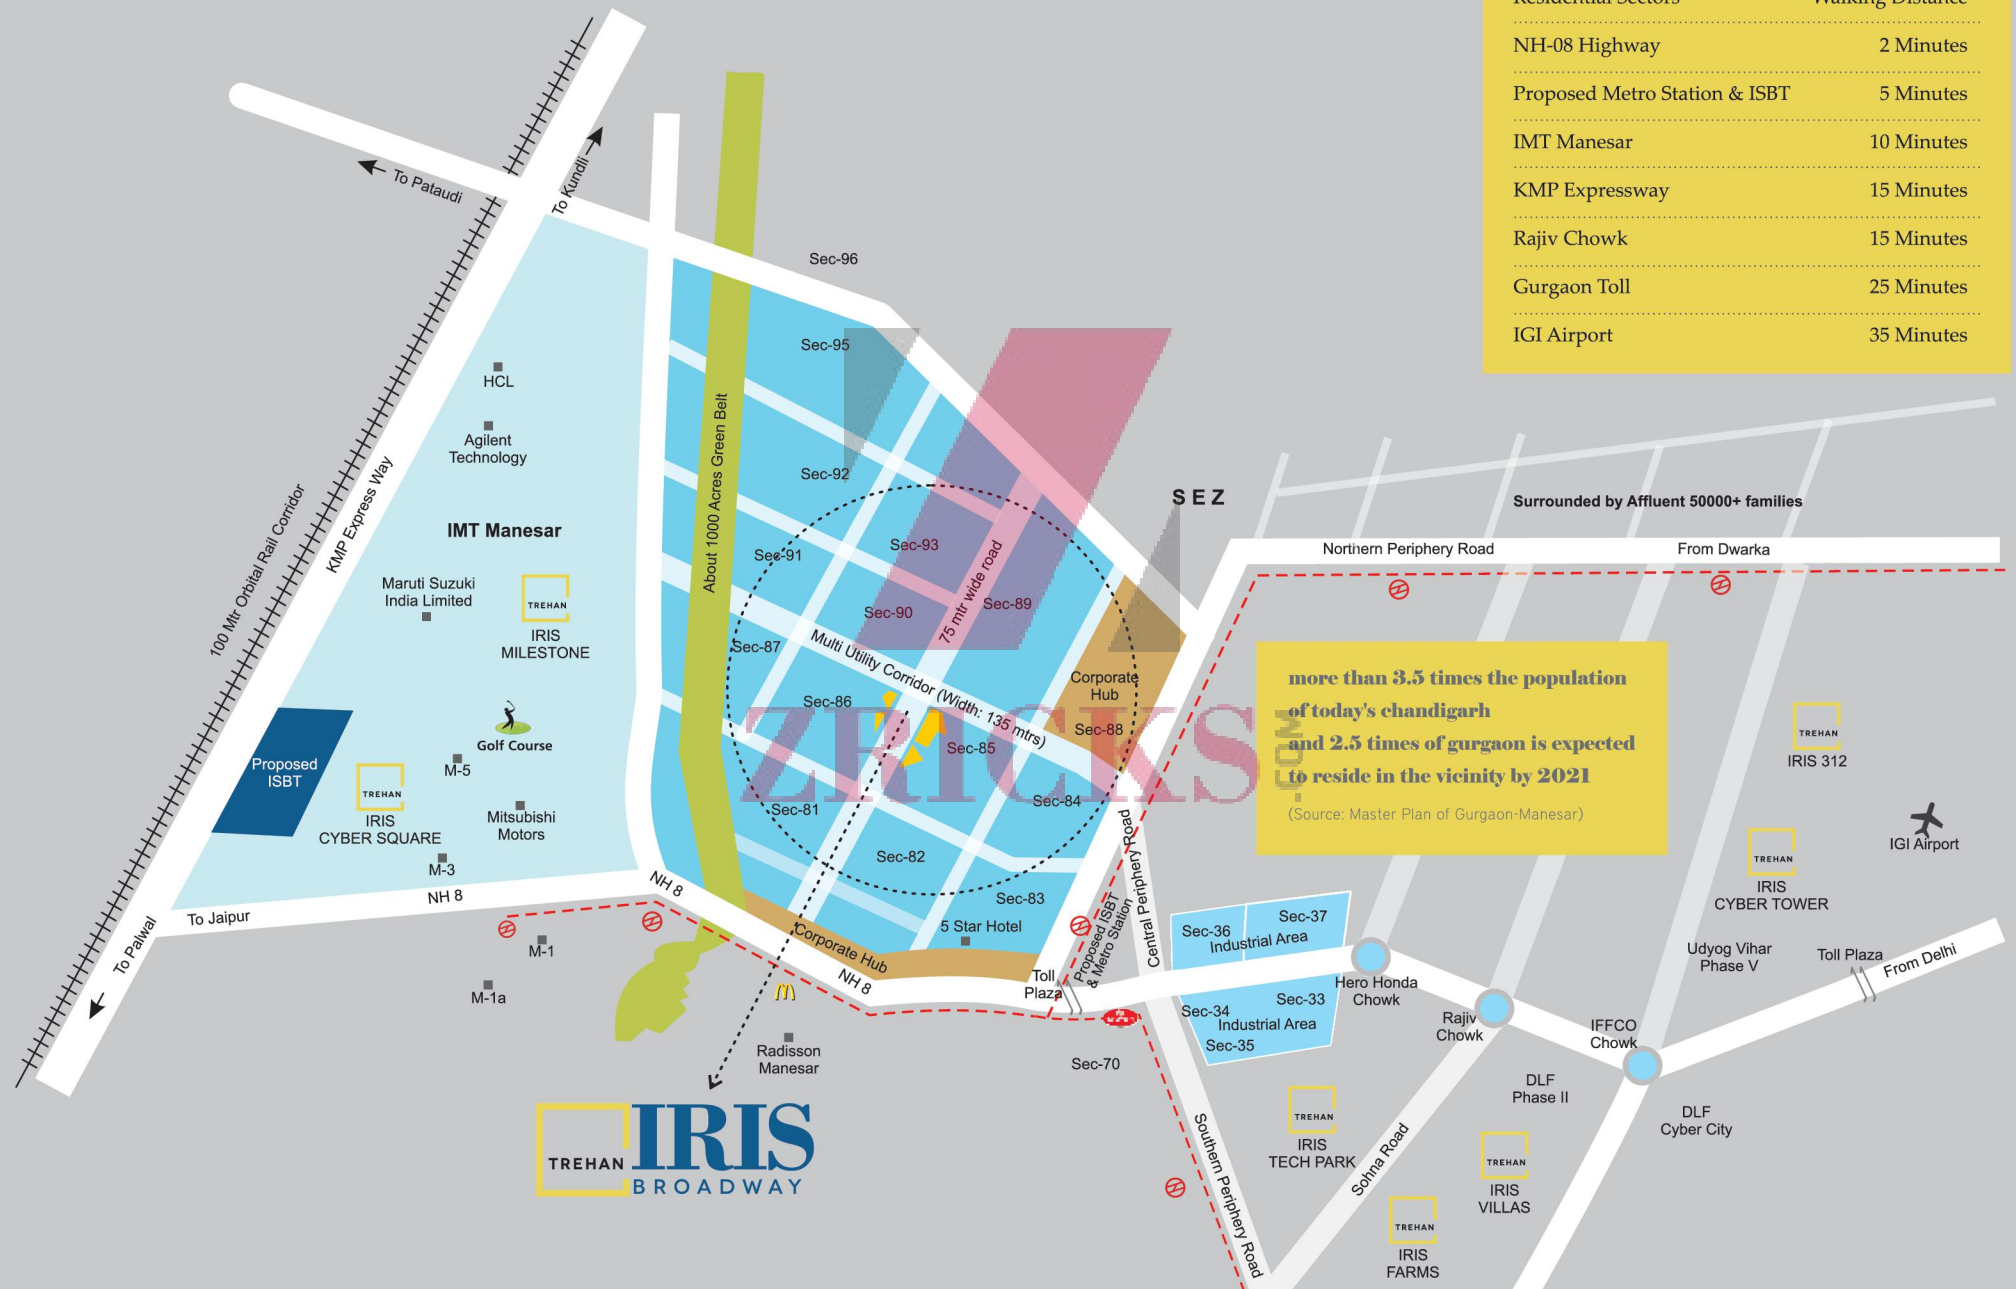 Residential Sectors Walking Distance
NH-08 Highway 2 Minutes
Proposed Metro Station & ISBT 5 Minutes
IMT Manesar 10 Minutes
KMP Expressway 15 Minutes
Rajiv Chowk 15 Minutes
Gurgaon Toll 25 Minutes
IGI Airport 35 Minutes
To Pataudi
To Kundli
Sec-96
Sec-95
HCL
Agilent
Technology
About 1000 Acres Green Belt
Sec-92
KMP Express Way
100 Mtr Orbital Rail Corridor
SEZ
Surrounded by Affluent 50000+ families
IMT Manesar
Sec-91
Sec-93
Northern Periphery Road
From Dwarka
Maruti Suzuki
India Limited
TREHAN
IRIS
MILESTONE
Sec-90
Sec-89
75 mtr wide road
Sec-87
Multi Utility Corridor (Width: 135 mtrs)
Corporate
Hub
Sec-88
Sec-86
Sec-85
ZRICKS
.COM
more than 3.5 times the population
of today's chandigarh
and 2.5 times of gurgaon is expected
to reside in the vicinity by 2021
(Source: Master Plan of Gurgaon-Manesar)
TREHAN
IRIS 312
Golf Course
Proposed
ISBT
M-5
TREHAN
IRIS
CYBER SQUARE
Mitsubishi
Motors
M-3
Sec-81
Sec-84
Sec-82
Sec-83
5 Star Hotel
Central Periphery Road
Proposed ISBT
& Metro Station
IGI Airport
TREHAN
IRIS
CYBER TOWER
Sec-36
Sec-37
Industrial Area
NH 8
NH 8
To Jaipur
To Palwal
M-1
M-1a
Corporate Hub
NH 8
Toll
Plaza
Hero Honda
Chowk
Udyog Vihar
Phase V
Toll Plaza
From Delhi
Sec-33
Sec-34
Industrial Area
Sec-35
Rajiv
Chowk
IFFCO
Chowk
m
Radisson
Manesar
Sec-70
DLF
Phase II
DLF
Cyber City
TREHAN
IRIS
BROADWAY
Southern Periphery Road
TREHAN
IRIS
TECH PARK
Sohna Road
TREHAN
IRIS
VILLAS
TREHAN
IRIS
FARMS